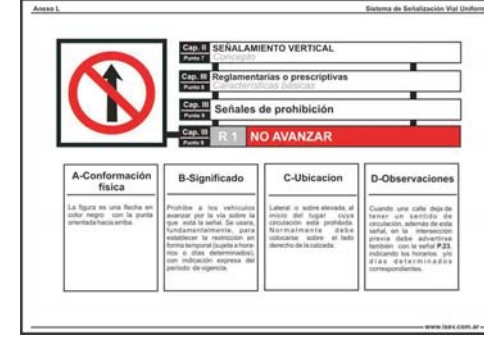 Anexo L
Sistema de Señalización Vial Uniforme
Cap. II SEÑALAMIENTO VERTICAL
Punto 7 Concepto
Cap. III Reglamentarias o prescriptivas
Punto 8 Características básicas
Cap. III Señales de prohibición
Punto 9
Cap. III R 1 NO AVANZAR
Punto 9
A-Conformación
física
La figura es una flecha en
color negro con la punta
orientada hacia arriba.
B-Significado
Prohíbe a los vehículos
avanzar por la vía sobre la
que está la señal. Se usara,
fundamentalmente, para
establecer la restricción en
forma temporal (sujeta a hora-
rios o días determinados),
con indicación expresa del
período de vigencia.
C-Ubicacion
Lateral o sobre elevada, al
inicio del lugar cuya
circulación está prohibida.
Normalmente debe
colocarse sobre el lado
derecho de la calzada.
D-Observaciones
Cuando una calle deja de
tener un sentido de
circulación, además de esta
señal, en la intersección
previa debe advertirse
también con la señal P.23.
indicando los horarios y/o
días determinados
correspondientes.
www.isev.com.ar